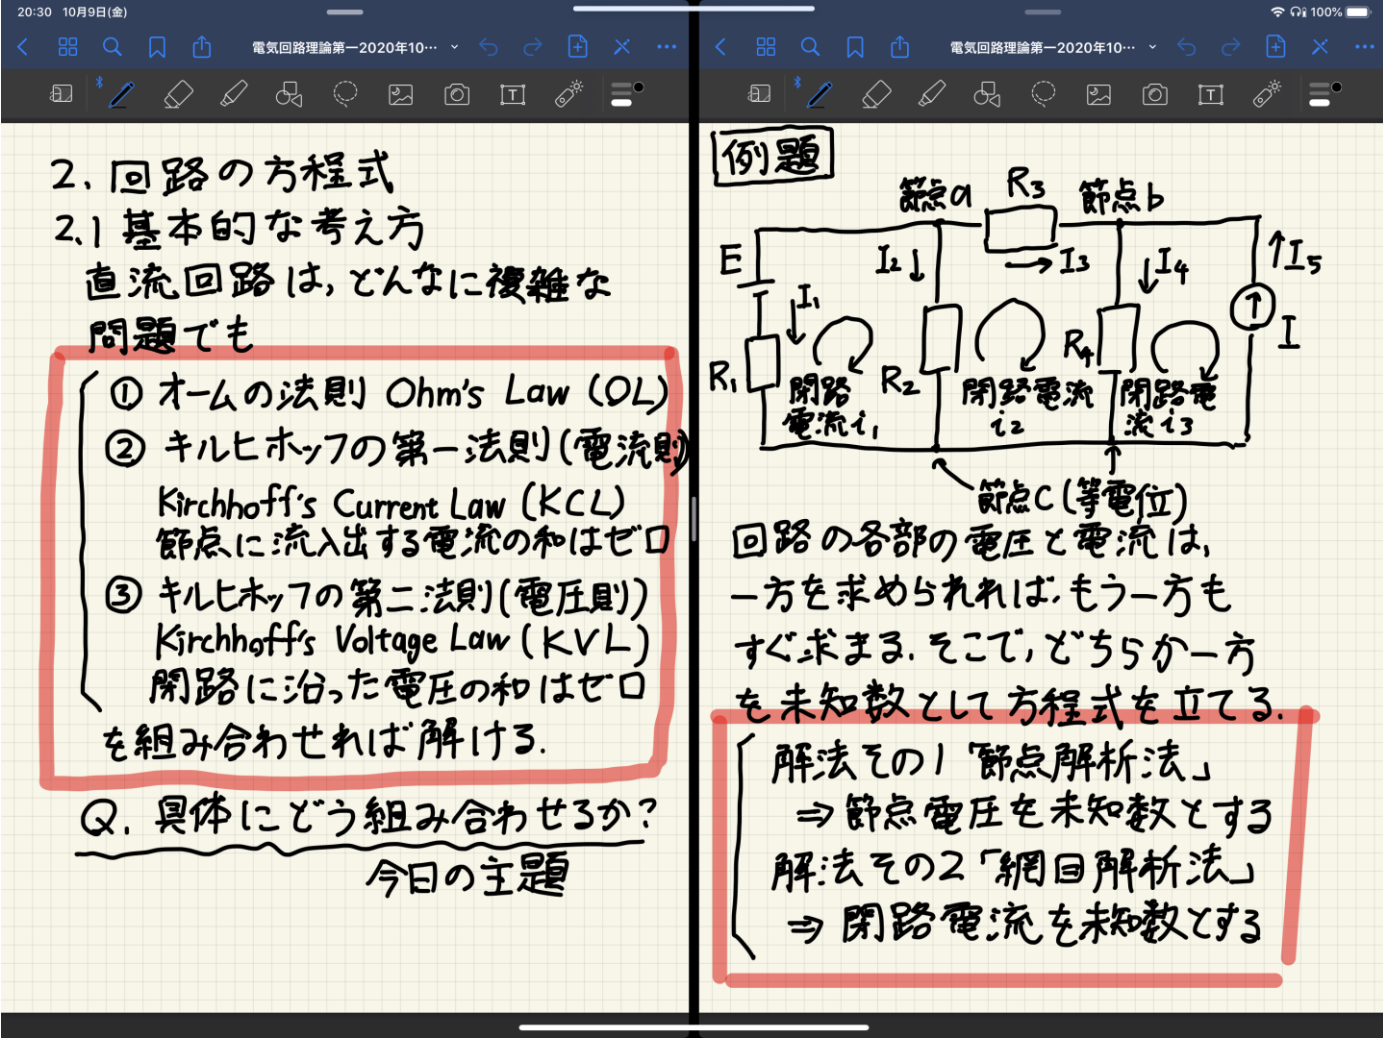 20:30 10月9日(金)
100%
電気回路理論第一2020年10…
2. 回路の方程式
2.1 基本的な考え方
直流回路は,どんなに複雑な
問題でも
① オームの法則 Ohm's Law (OL)
② キルヒホッフの第一法則(電流則)
Kirchhoff's Current Law (KCL)
節点に流入出する電流の和はゼロ
③ キルヒホッフの第二法則(電圧則)
Kirchhoff's Voltage Law (KVL)
閉路に沿った電圧の和はゼロ
を組み合わせれば解ける.
Q. 具体にどう組み合わせるか?
今日の主題
電気回路理論第一2020年10…
例題
節点a R3 節点b
E I2 I3 I4 I5
I1 I
R1 R2 R4
閉路電流i1
閉路電流i2
閉路電流i3
節点C(等電位)
回路の各部の電圧と電流は,
一方を求められれば,もう一方も
すぐ求まる.そこで,どちらか一方
を未知数として方程式を立てる.
解法その1「節点解析法」
⇒ 節点電圧を未知数とする
解法その2「網目解析法」
⇒ 閉路電流を未知数とする